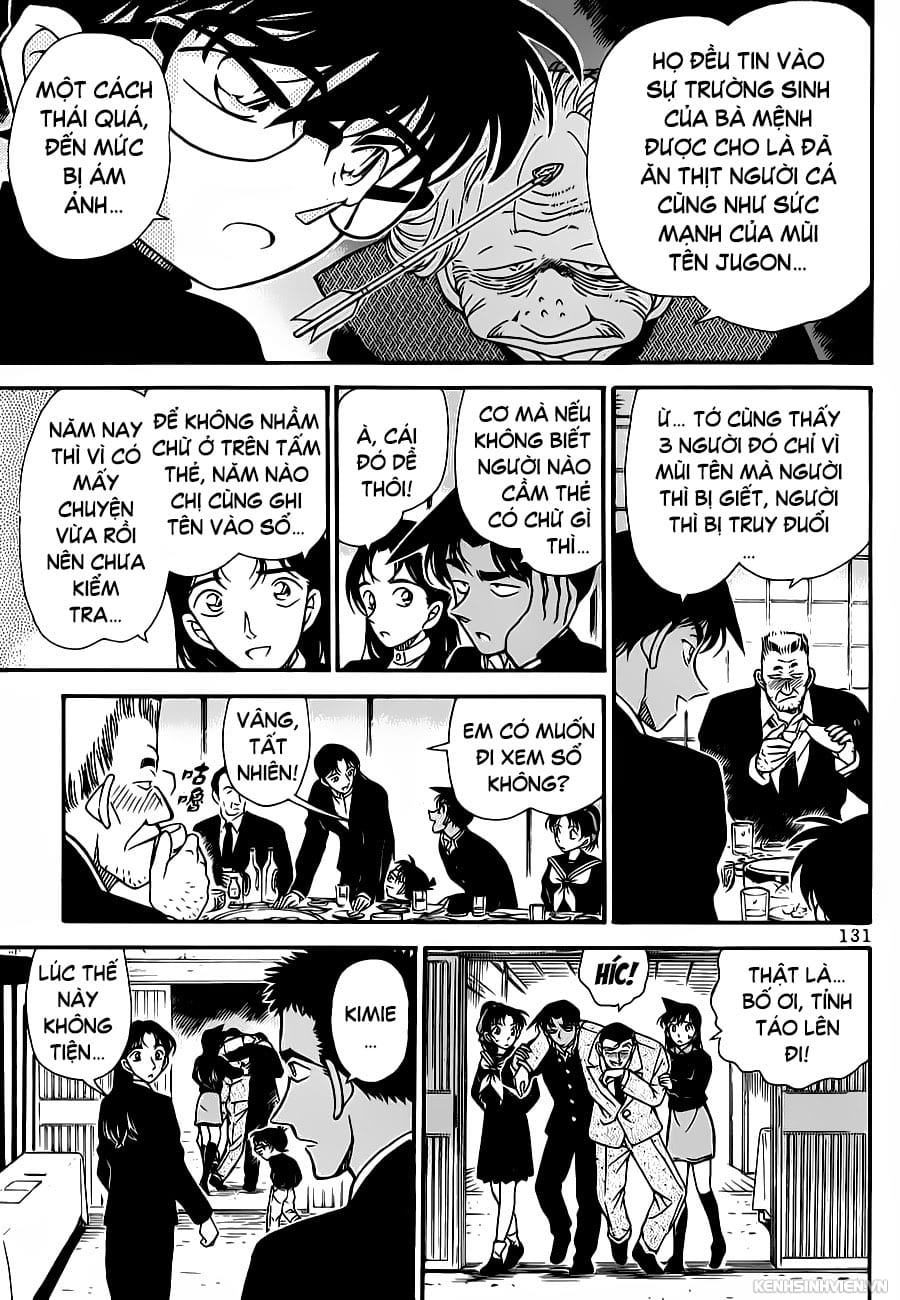 HỌ ĐỀU TIN VÀO
SỰ TRƯỜNG SINH
CỦA BÀ MỆNH
ĐƯỢC CHO LÀ ĐÃ
ĂN THỊT NGƯỜI CÁ
CŨNG NHƯ SỨC
MẠNH CỦA MŨI
TÊN JUGON...
MỘT CÁCH
THÁI QUÁ,
ĐẾN MỨC
BỊ ÁM
ẢNH...
Ừ... TỚ CŨNG THẤY
3 NGƯỜI ĐÓ CHỈ VÌ
MŨI TÊN MÀ NGƯỜI
THÌ BỊ GIẾT, NGƯỜI
THÌ BỊ TRUY ĐUỔI
...
CƠ MÀ NẾU
KHÔNG BIẾT
NGƯỜI NÀO
CẦM THẺ
CÓ CHỮ GÌ
THÌ...
À, CÁI
ĐÓ DỄ
THÔI!
ĐỂ KHÔNG NHẦM
CHỮ Ở TRÊN TẤM
THẺ, NĂM NÀO
CHỊ CŨNG GHI
TÊN VÀO SỔ...
NĂM NAY
THÌ VÌ CÓ
MẤY
CHUYỆN
VỪA RỒI
NÊN CHƯA
KIỂM
TRA...
EM CÓ MUỐN
ĐI XEM SỔ
KHÔNG?
VÂNG,
TẤT
NHIÊN!
咕嚕
131
THẬT LÀ...
BỐ ƠI, TỈNH
TÁO LÊN
ĐI!
HÍC!
KIMIE
...
LÚC THẾ
NÀY
KHÔNG
TIỆN...
KENHSINHVIEN.VN